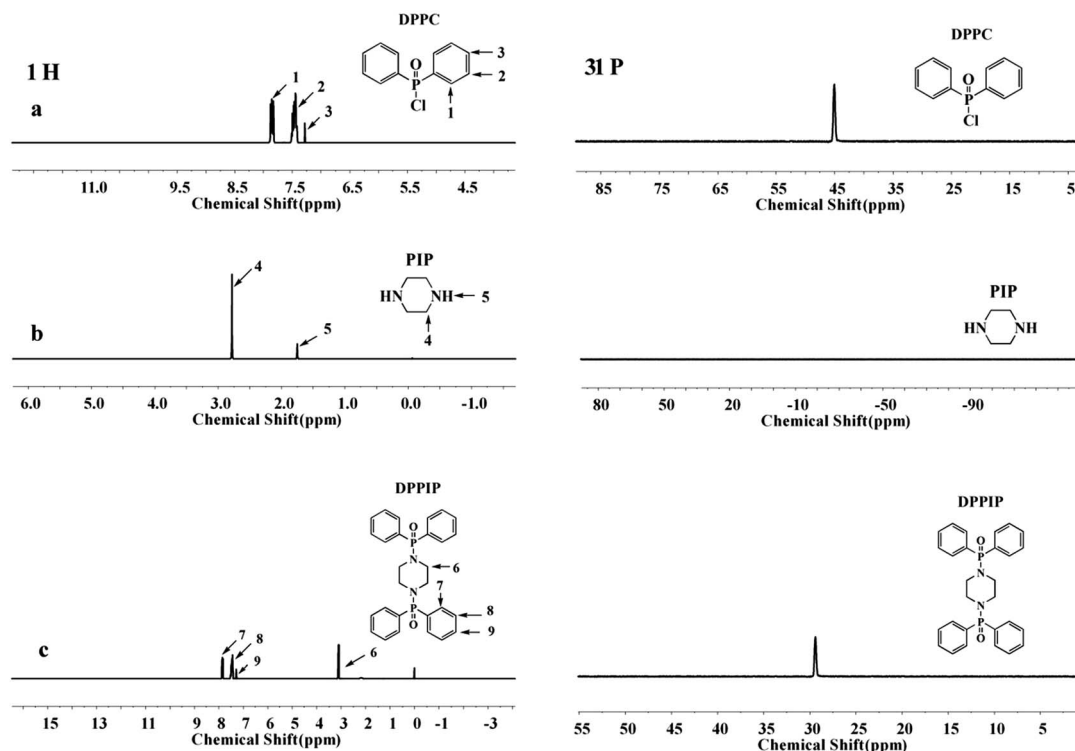 DPPC
1 H
a
1
2
3
O
P
Cl
3
2
1
11.0 9.5 8.5 7.5 6.5 5.5 4.5
Chemical Shift(ppm)
31 P
DPPC
O
P
Cl
85 75 65 55 45 35 25 15 5
Chemical Shift(ppm)
b
4
5
PIP
HN NH
5
4
6.0 5.0 4.0 3.0 2.0 1.0 0.0 -1.0
Chemical Shift(ppm)
PIP
HN NH
80 50 20 -10 -50 -90
Chemical Shift(ppm)
c
7
8
9
6
DPPIP
O
P
N
6
N
7
P
O
8
9
15 13 11 9 8 7 6 5 4 3 2 1 0 -1 -3
Chemical Shift(ppm)
DPPIP
O
P
N
N
P
O
55 50 45 40 35 30 25 20 15 10 5
Chemical Shift(ppm)